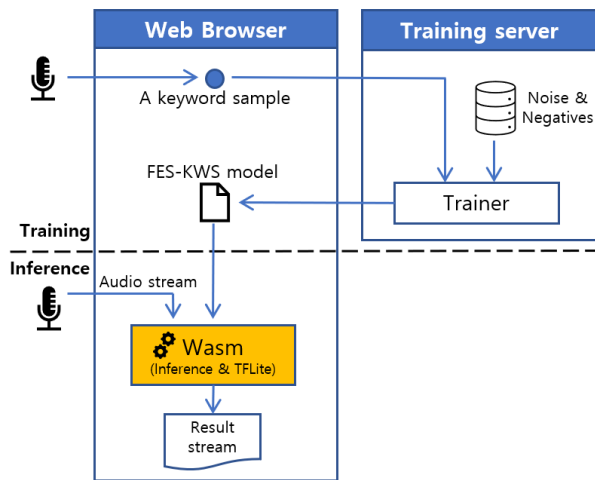 Web Browser
Training server
A keyword sample
Noise &
Negatives
FES-KWS model
Trainer
Training
Inference
Audio stream
Wasm
(Inference & TFLite)
Result
stream